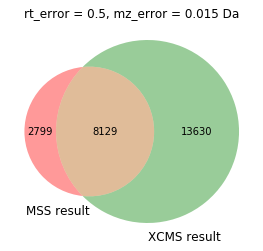 rt_error = 0.5, mz_error = 0.015 Da
2799
8129
13630
MSS result
XCMS result